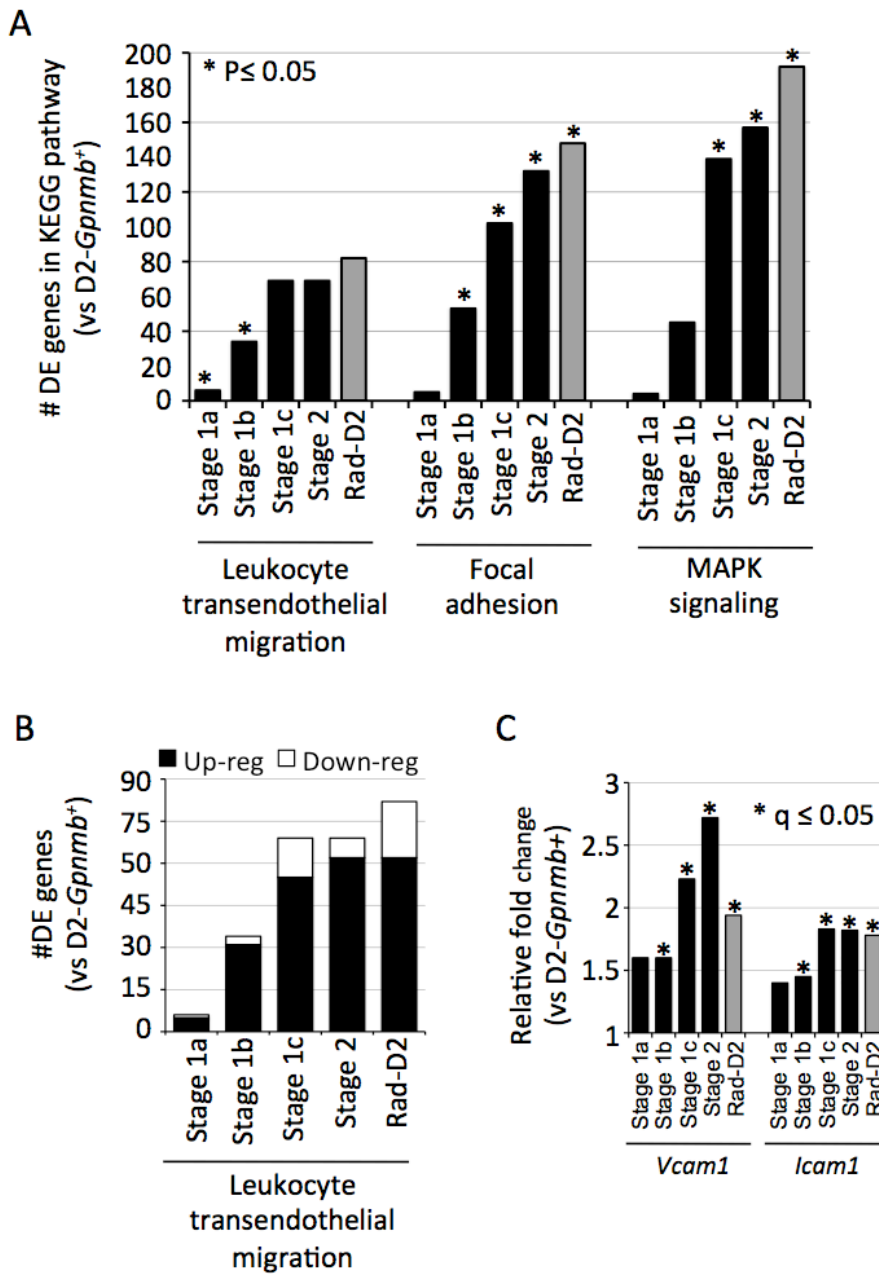 A
* P≤ 0.05
# DE genes in KEGG pathway
(vs D2-Gpnmb+)
200
180
160
140
120
100
80
60
40
20
0
* * * * * * * * *
Stage 1a Stage 1b Stage 1c Stage 2 Rad-D2 Stage 1a Stage 1b Stage 1c Stage 2 Rad-D2 Stage 1a Stage 1b Stage 1c Stage 2 Rad-D2
Leukocyte
transendothelial
migration
Focal
adhesion
MAPK
signaling
B
Up-reg Down-reg
#DE genes
(vs D2-Gpnmb+)
90
75
60
45
30
15
0
Stage 1a Stage 1b Stage 1c Stage 2 Rad-D2
Leukocyte
transendothelial
migration
C
* q ≤ 0.05
Relative fold change
(vs D2-Gpnmb+)
3
2.5
2
1.5
1
* * * * * * * *
Stage 1a Stage 1b Stage 1c Stage 2 Rad-D2 Stage 1a Stage 1b Stage 1c Stage 2 Rad-D2
Vcam1 Icam1